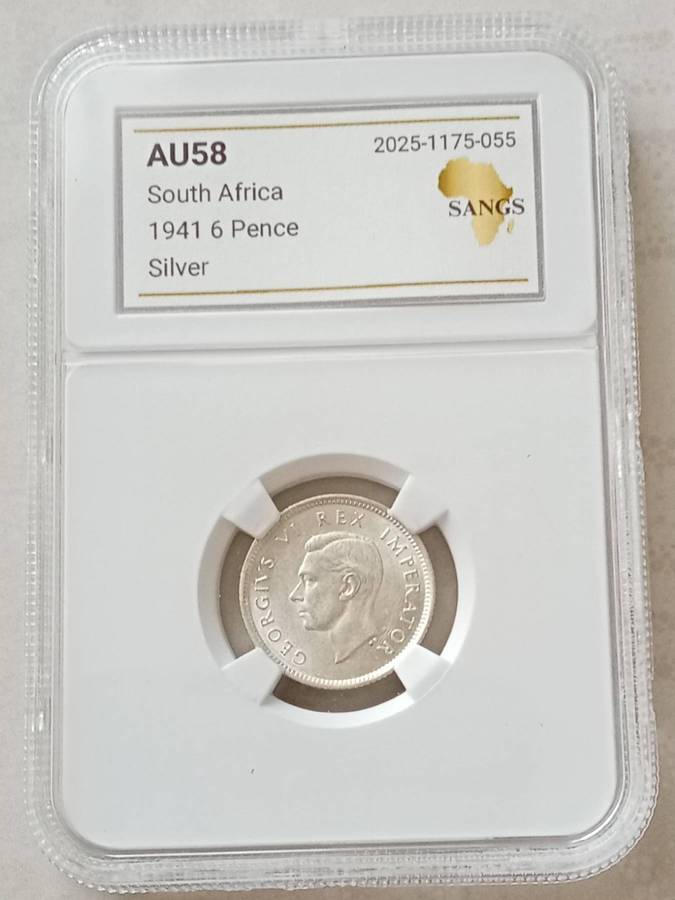 AU58
2025-1175-055
South Africa
SANGS
1941 6 Pence
Silver
GEORGIVS VI REX IMPERATOR